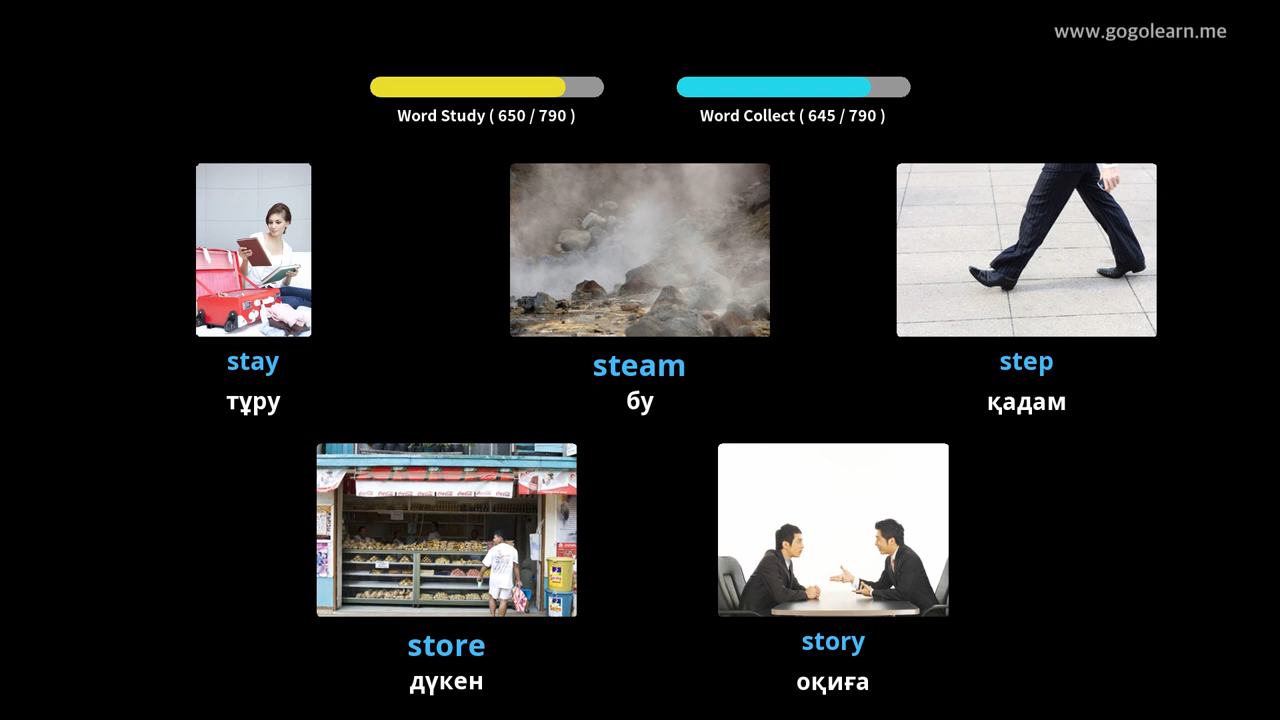 www.gogolearn.me
Word Study ( 650 / 790 )
Word Collect ( 645 / 790 )
stay
тұру
steam
бу
step
қадам
store
дүкен
story
оқиға